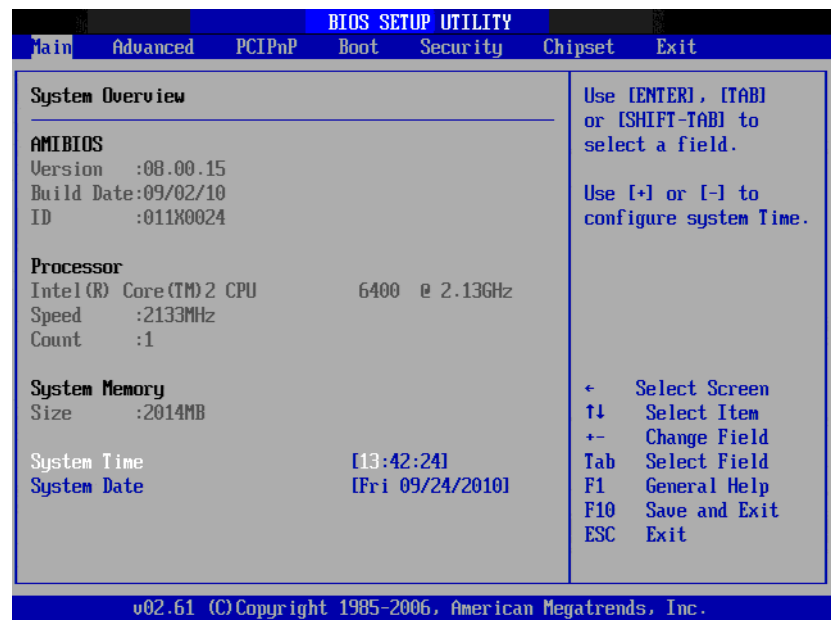 BIOS SETUP UTILITY
Main Advanced PCIPnP Boot Security Chipset Exit
System Overview
AMIBIOS
Version :08.00.15
Build Date:09/02/10
ID :011X0024
Processor
Intel(R) Core(TM)2 CPU 6400 @ 2.13GHz
Speed :2133MHz
Count :1
System Memory
Size :2014MB
System Time [13:42:24]
System Date [Fri 09/24/2010]
Use [ENTER], [TAB]
or [SHIFT-TAB] to
select a field.
Use [+] or [-] to
configure system Time.
← Select Screen
↑↓ Select Item
+- Change Field
Tab Select Field
F1 General Help
F10 Save and Exit
ESC Exit
v02.61 (C)Copyright 1985-2006, American Megatrends, Inc.